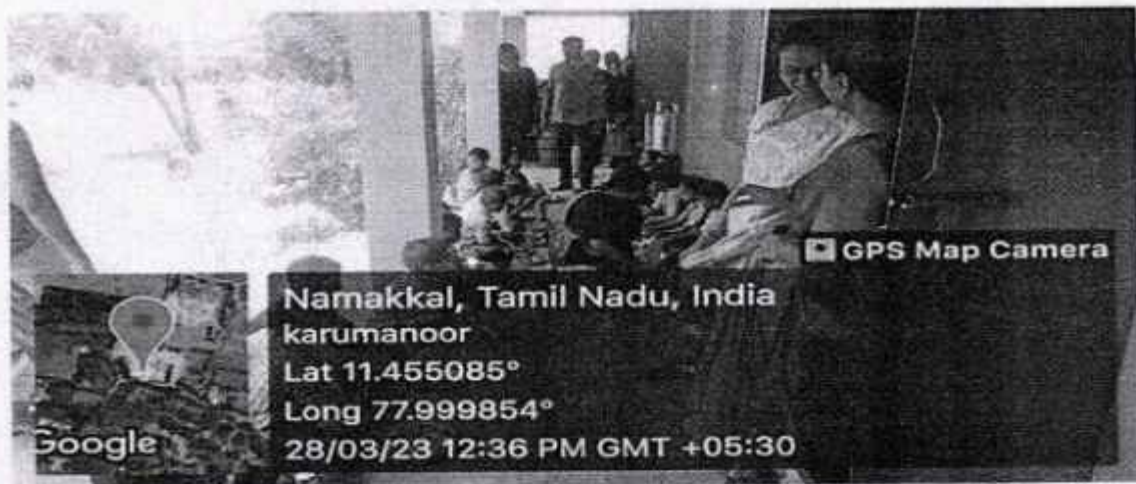 GPS Map Camera
Namakkal, Tamil Nadu, India
karumanoor
Lat 11.455085°
Long 77.999854°
28/03/23 12:36 PM GMT +05:30
Google